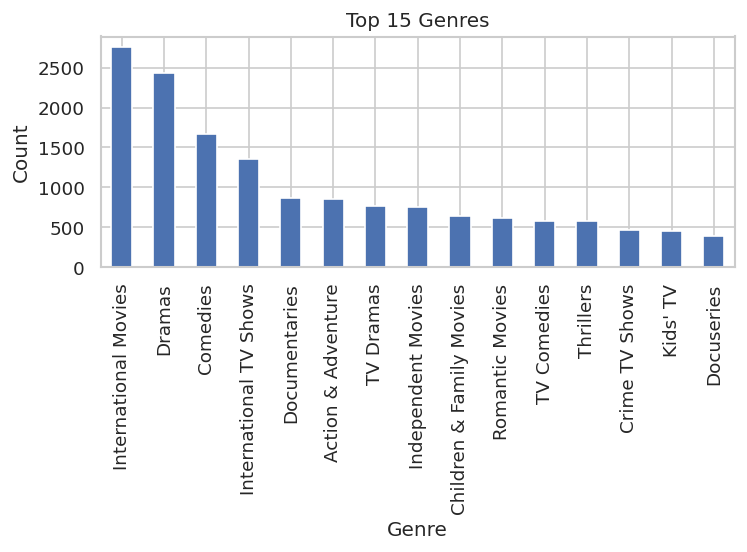 Top 15 Genres
Count
2500
2000
1500
1000
500
0
International Movies
Dramas
Comedies
International TV Shows
Documentaries
Action & Adventure
TV Dramas
Independent Movies
Children & Family Movies
Romantic Movies
TV Comedies
Thrillers
Crime TV Shows
Kids' TV
Docuseries
Genre